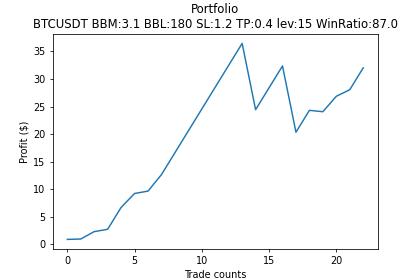 Portfolio
BTCUSDT BBM:3.1 BBL:180 SL:1.2 TP:0.4 lev:15 WinRatio:87.0
35
30
25
20
15
10
5
0
Profit ($)
0 5 10 15 20
Trade counts